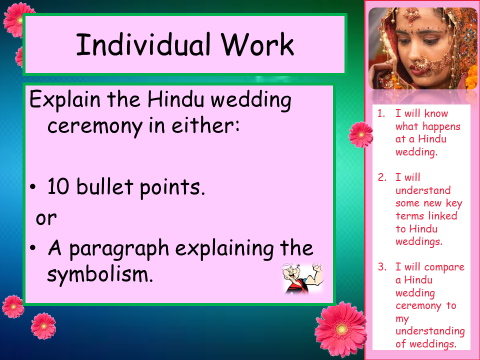 Individual Work
Explain the Hindu wedding
ceremony in either:
• 10 bullet points.
or
• A paragraph explaining the
symbolism.
1. I will know
what happens
at a Hindu
wedding.
2. I will
understand
some new key
terms linked
to Hindu
weddings.
3. I will compare
a Hindu
wedding
ceremony to
my
understanding
of weddings.